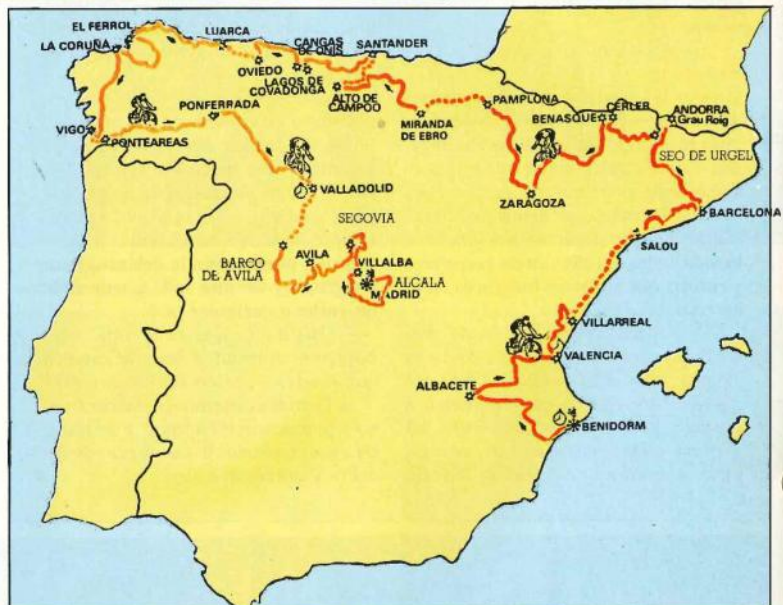 EL FERROL
LA CORUÑA
LUARCA
CANGAS
DE ONIS
SANTANDER
OVIEDO
LAGOS DE
COVADONGA
ALTO DE
CAMPOO
PONFERRADA
VIGO
PONTEAREAS
MIRANDA
DE EBRO
PAMPLONA
BENASQUE
CERLER
ANDORRA
Grau Roig
SEO DE URGEL
ZARAGOZA
BARCELONA
SALOU
VALLADOLID
SEGOVIA
BARCO
DE AVILA
AVILA
VILLALBA
ALCALA
MADRID
VILLARREAL
VALENCIA
ALBACETE
BENIDORM